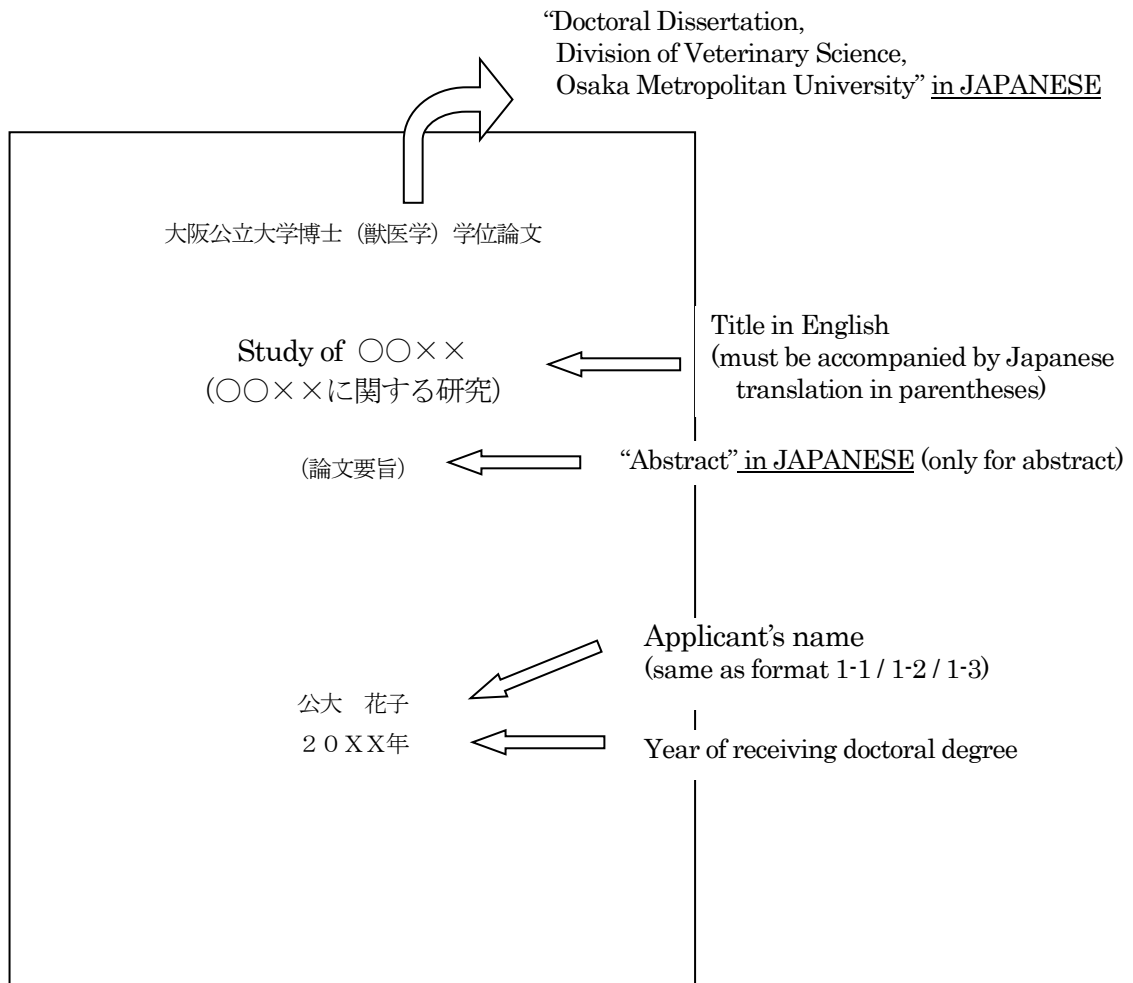 “Doctoral Dissertation,
Division of Veterinary Science,
Osaka Metropolitan University” in JAPANESE
大阪公立大学博士（獣医学）学位論文
Study of ○○××
(○○××に関する研究)
Title in English
(must be accompanied by Japanese
translation in parentheses)
（論文要旨）
“Abstract” in JAPANESE (only for abstract)
Applicant’s name
(same as format 1-1 / 1-2 / 1-3)
公大　花子
２０ＸＸ年
Year of receiving doctoral degree